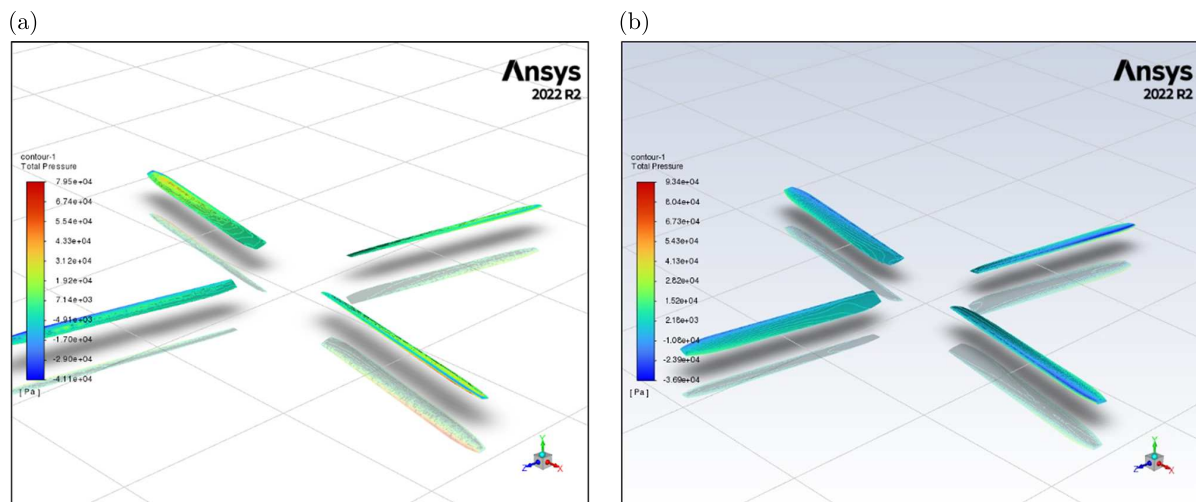 (a)
(b)
Ansys
2022 R2
contour-1
Total Pressure
7.95e+04
6.74e+04
5.54e+04
4.33e+04
3.12e+04
1.92e+04
7.14e+03
-4.91e+03
-1.70e+04
-2.90e+04
-4.11e+04
[ Pa ]
Y
Z
X
Ansys
2022 R2
contour-1
Total Pressure
9.34e+04
8.04e+04
6.73e+04
5.43e+04
4.13e+04
2.82e+04
1.52e+04
2.16e+03
-1.08e+04
-2.39e+04
-3.69e+04
[ Pa ]
Y
Z
X